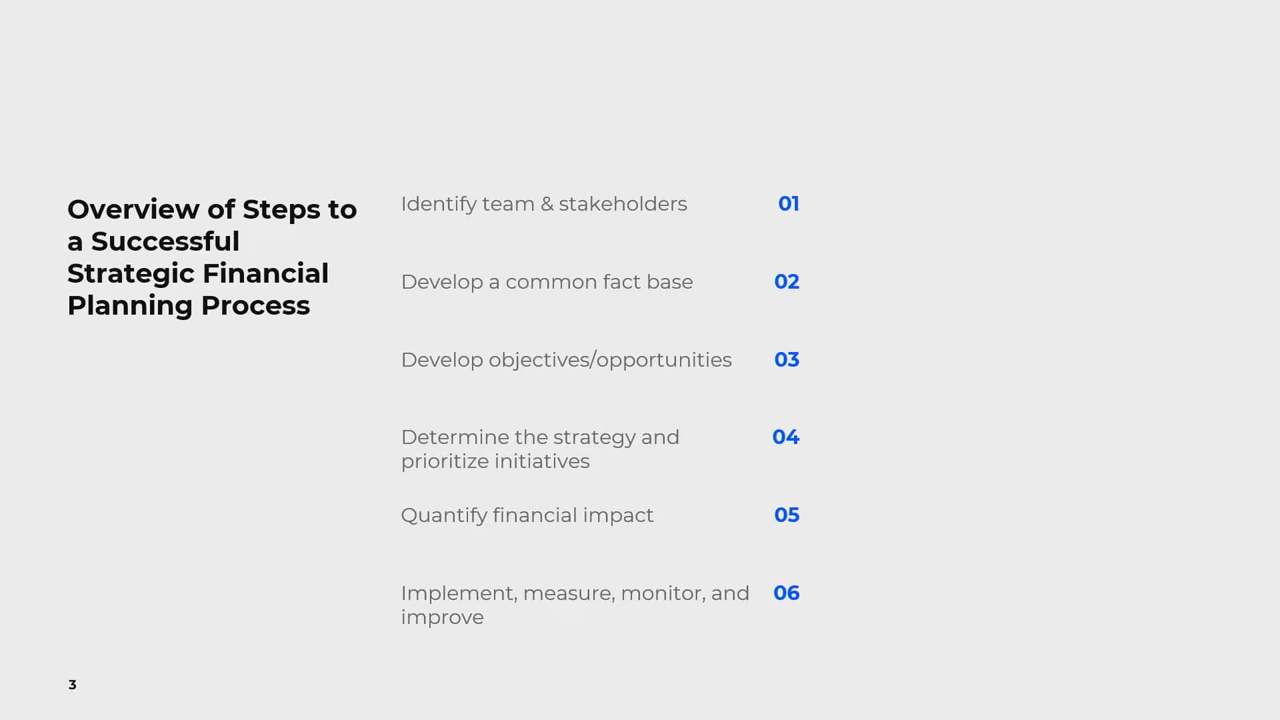 Overview of Steps to
a Successful
Strategic Financial
Planning Process
Identify team & stakeholders 01
Develop a common fact base 02
Develop objectives/opportunities 03
Determine the strategy and 04
prioritize initiatives
Quantify financial impact 05
Implement, measure, monitor, and 06
improve
3